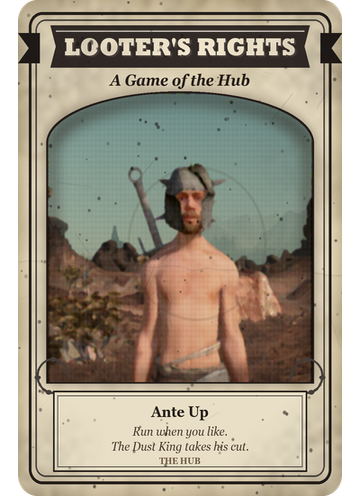 LOOTER'S RIGHTS
A Game of the Hub
Ante Up
Run when you like.
The Dust King takes his cut.
THE HUB